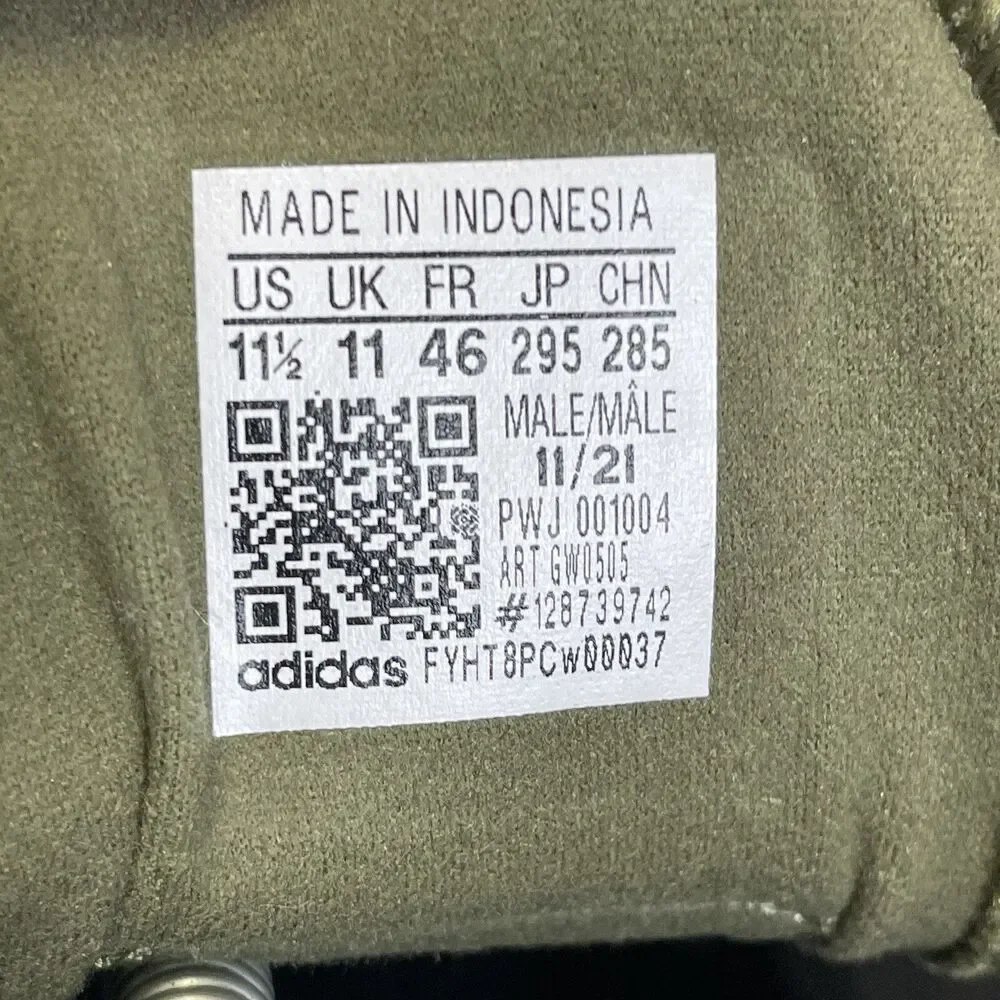 MADE IN INDONESIA
US UK FR JP CHN
11½ 11 46 295 285
MALE/MÂLE
11/21
PWJ 001004
ART GW0505
#128739742
adidas FYHT8PCw00037